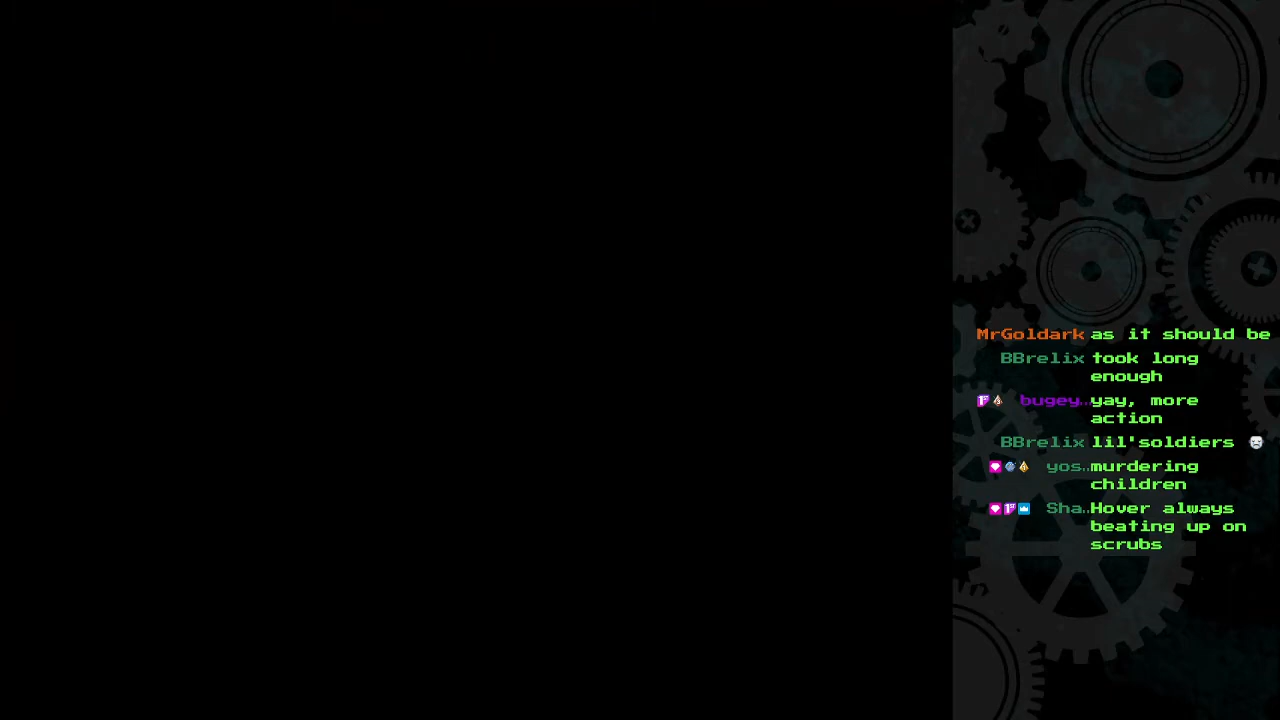 MrGoldark as it should be
BBrelix took long
enough
bugey… yay, more
action
BBrelix lil'soldiers
yos… murdering
children
Sha… Hover always
beating up on
scrubs